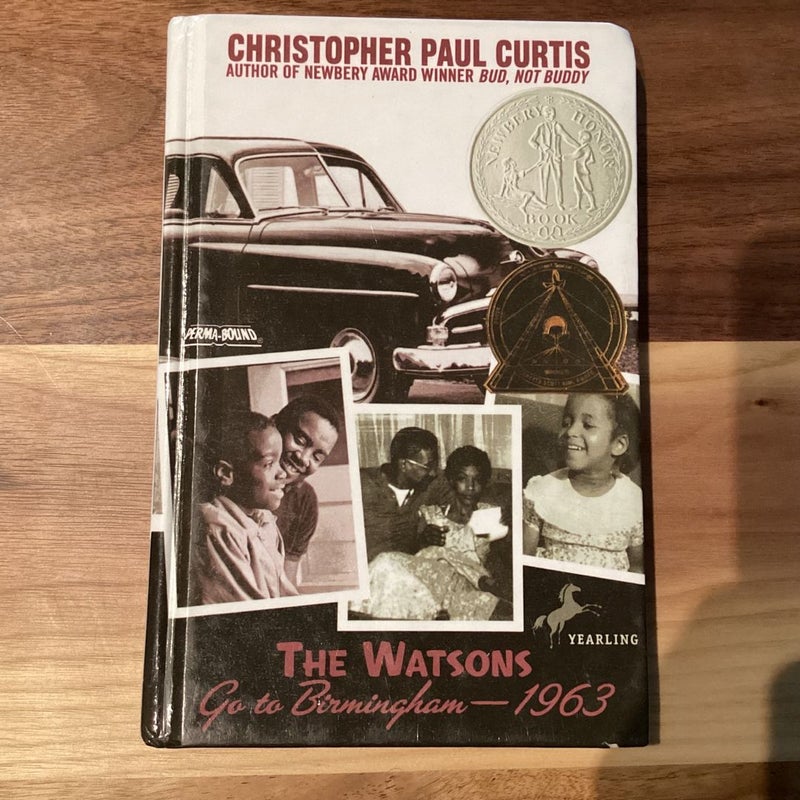 CHRISTOPHER PAUL CURTIS
AUTHOR OF NEWBERY AWARD WINNER BUD, NOT BUDDY
NEWBERY HONOR
BOOK
PERMA-BOUND
YEARLING
THE WATSONS
Go to Birmingham—1963